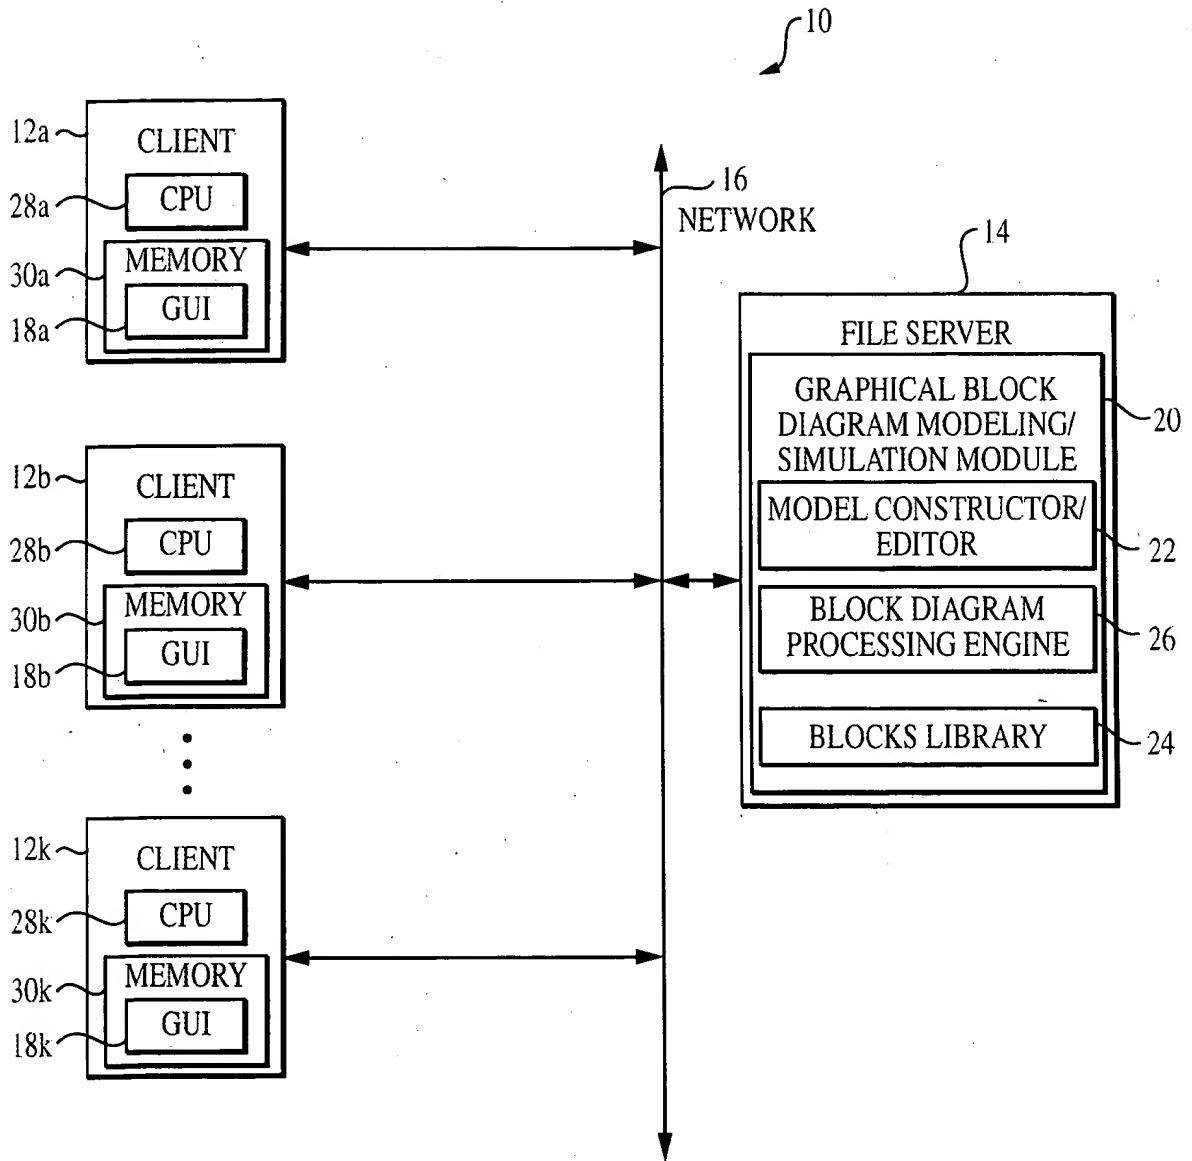 10
12a
CLIENT
28a
CPU
30a
MEMORY
18a
GUI
16
NETWORK
14
FILE SERVER
GRAPHICAL BLOCK
DIAGRAM MODELING/
SIMULATION MODULE
20
MODEL CONSTRUCTOR/
EDITOR
22
BLOCK DIAGRAM
PROCESSING ENGINE
26
BLOCKS LIBRARY
24
12b
CLIENT
28b
CPU
30b
MEMORY
18b
GUI
12k
CLIENT
28k
CPU
30k
MEMORY
18k
GUI